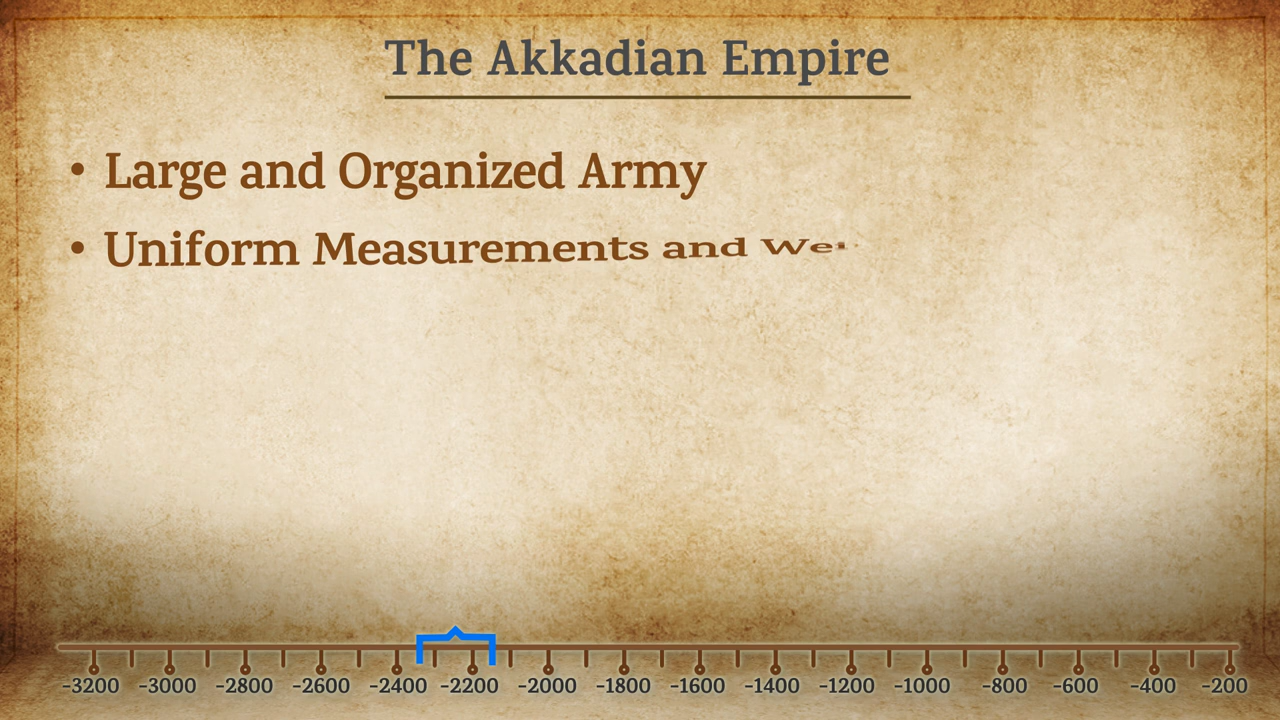 The Akkadian Empire
• Large and Organized Army
• Uniform Measurements and
-3200 -3000 -2800 -2600 -2400 -2200 -2000 -1800 -1600 -1400 -1200 -1000 -800 -600 -400 -200